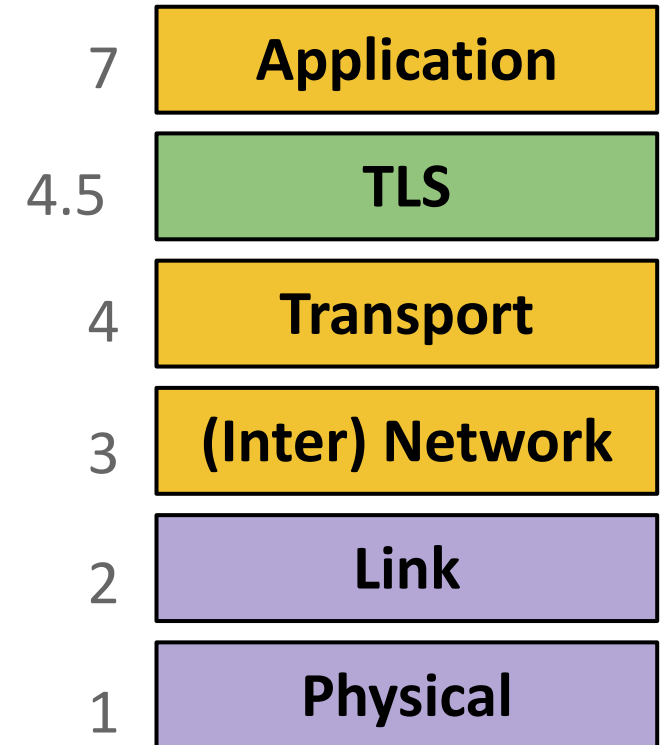 7 Application
4.5 TLS
4 Transport
3 (Inter) Network
2 Link
1 Physical